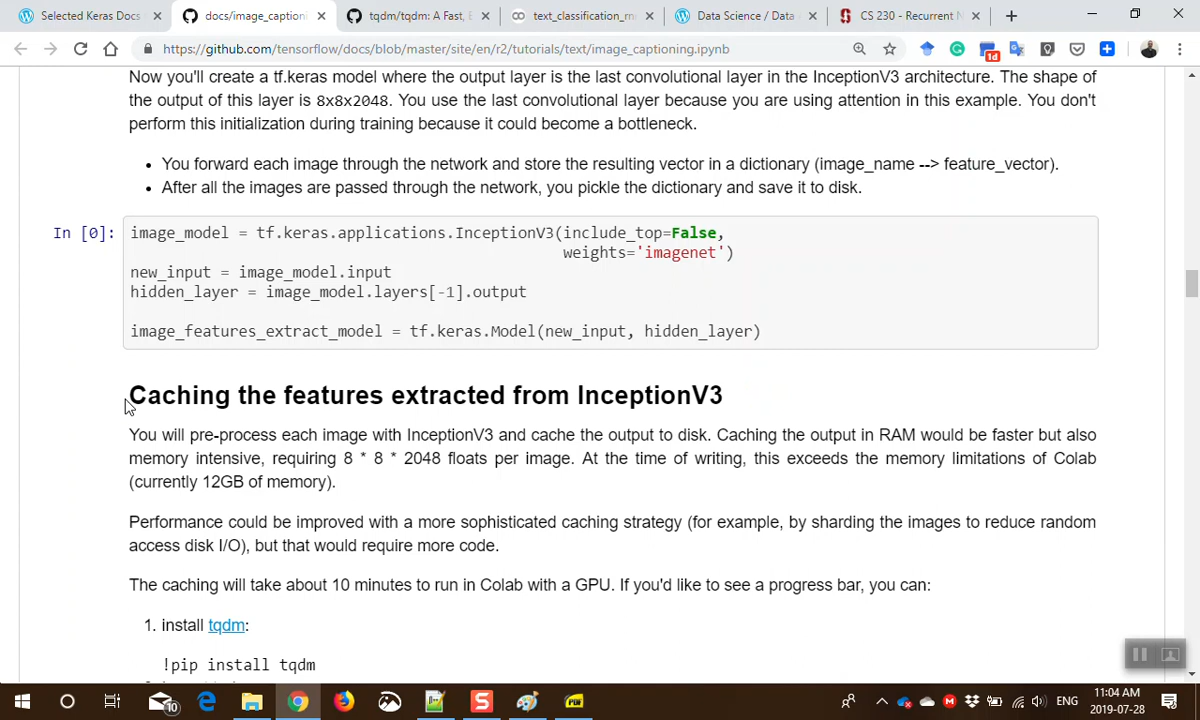 Selected Keras Docs
docs/image_caption
tqdm/tqdm: A Fast, E
text_classification_rn
Data Science / Data
CS 230 - Recurrent N
https://github.com/tensorflow/docs/blob/master/site/en/r2/tutorials/text/image_captioning.ipynb
1d
Now you'll create a tf.keras model where the output layer is the last convolutional layer in the InceptionV3 architecture. The shape of
the output of this layer is 8x8x2048. You use the last convolutional layer because you are using attention in this example. You don't
perform this initialization during training because it could become a bottleneck.
• You forward each image through the network and store the resulting vector in a dictionary (image_name --> feature_vector).
• After all the images are passed through the network, you pickle the dictionary and save it to disk.
In [0]:
image_model = tf.keras.applications.InceptionV3(include_top=False,
weights='imagenet')
new_input = image_model.input
hidden_layer = image_model.layers[-1].output
image_features_extract_model = tf.keras.Model(new_input, hidden_layer)
Caching the features extracted from InceptionV3
You will pre-process each image with InceptionV3 and cache the output to disk. Caching the output in RAM would be faster but also
memory intensive, requiring 8 * 8 * 2048 floats per image. At the time of writing, this exceeds the memory limitations of Colab
(currently 12GB of memory).
Performance could be improved with a more sophisticated caching strategy (for example, by sharding the images to reduce random
access disk I/O), but that would require more code.
The caching will take about 10 minutes to run in Colab with a GPU. If you'd like to see a progress bar, you can:
1. install tqdm:
!pip install tqdm
10
ENG
11:04 AM
2019-07-28